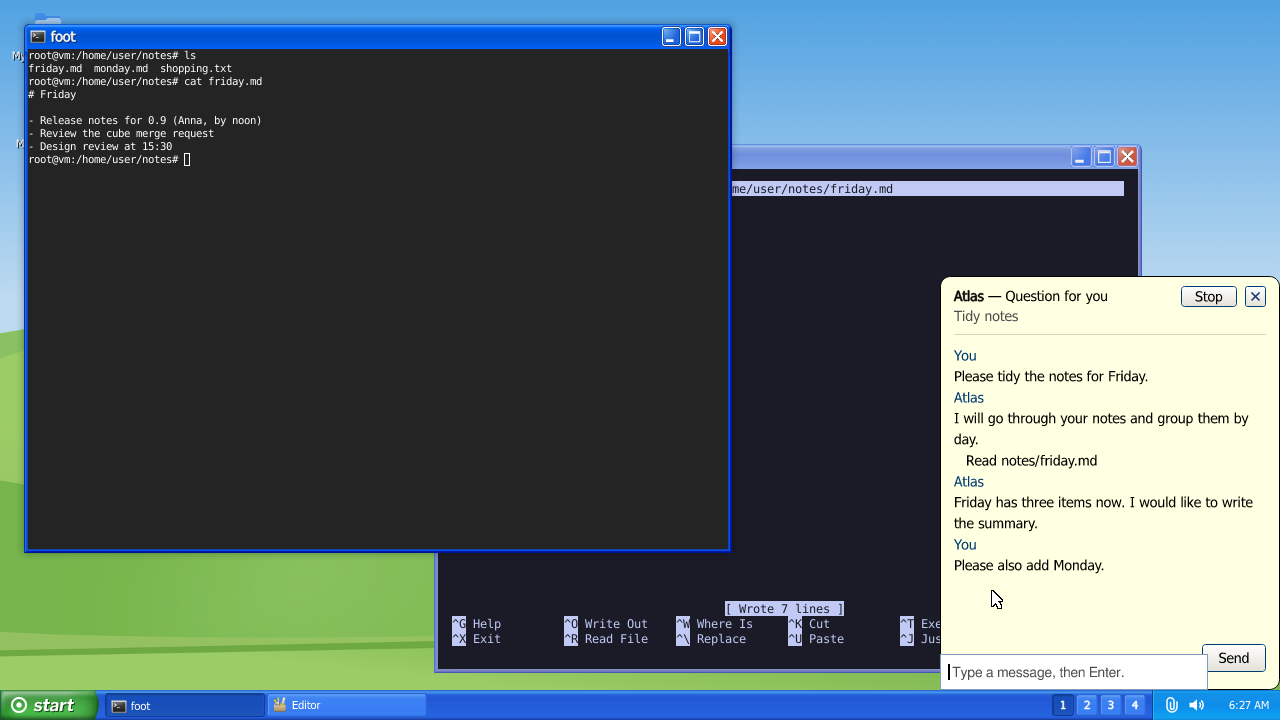 foot
root@vm:/home/user/notes# ls
friday.md  monday.md  shopping.txt
root@vm:/home/user/notes# cat friday.md
# Friday
- Release notes for 0.9 (Anna, by noon)
- Review the cube merge request
- Design review at 15:30
root@vm:/home/user/notes#
me/user/notes/friday.md
[ Wrote 7 lines ]
^G Help ^O Write Out ^W Where Is ^K Cut ^T Exe
^X Exit ^R Read File ^\ Replace ^U Paste ^J Jus
Atlas — Question for you
Stop
Tidy notes
You
Please tidy the notes for Friday.
Atlas
I will go through your notes and group them by
day.
Read notes/friday.md
Atlas
Friday has three items now. I would like to write
the summary.
You
Please also add Monday.
Send
Type a message, then Enter.
start
foot
Editor
1 2 3 4
6:27 AM